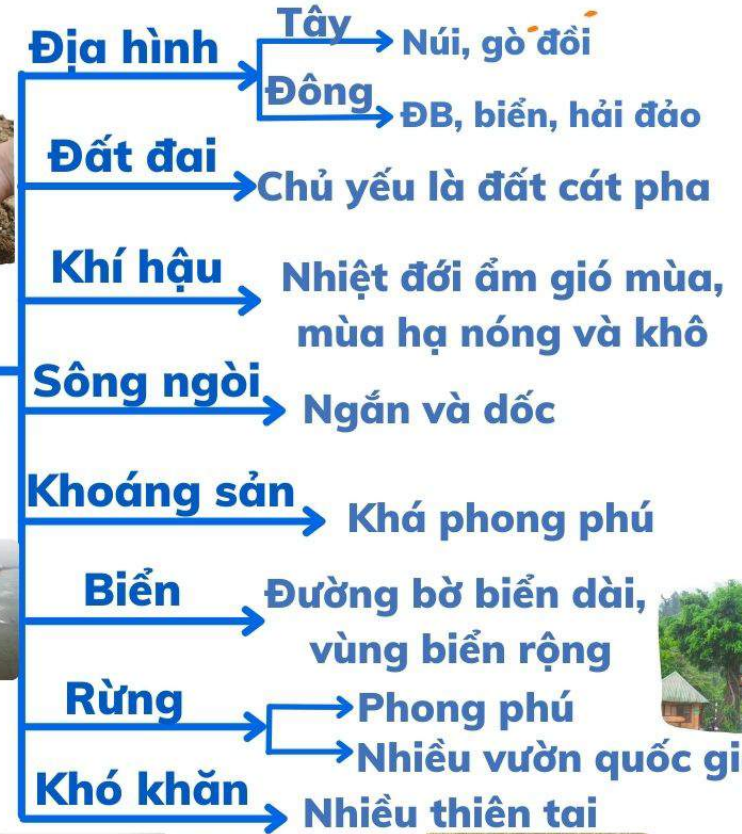 Địa hình
Tây
Núi, gò đồi
Đông
ĐB, biển, hải đảo
Đất đai
Chủ yếu là đất cát pha
Khí hậu
Nhiệt đới ẩm gió mùa,
mùa hạ nóng và khô
Sông ngòi
Ngắn và dốc
Khoáng sản
Khá phong phú
Biển
Đường bờ biển dài,
vùng biển rộng
Rừng
Phong phú
Nhiều vườn quốc gi
Khó khăn
Nhiều thiên tai